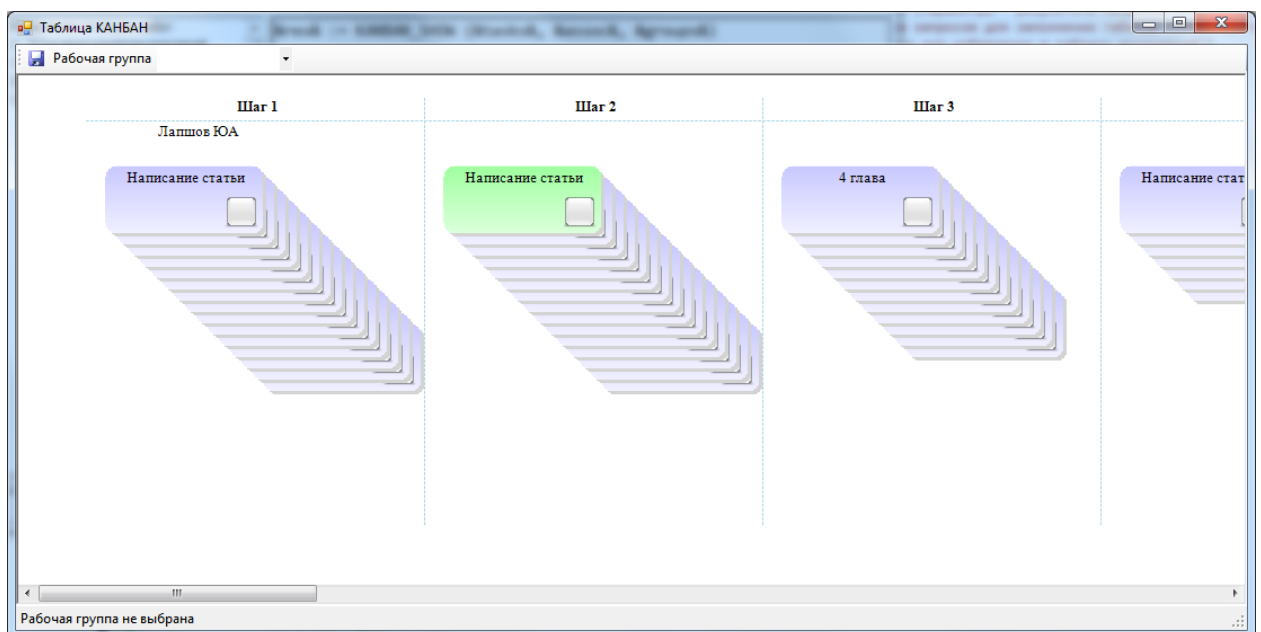 Таблица КАНБАН
Рабочая группа
Шаг 1 Шаг 2 Шаг 3
Лапшов ЮА
Написание статьи Написание статьи 4 глава Написание стат
Рабочая группа не выбрана